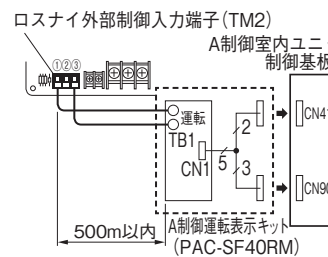 ロスナイ外部制御入力端子(TM2)
A制御室内ユニッ
制御基板
①②③
運転
TB1
CN1
5
2
3
CN41
CN90
500m以内
A制御運転表示キット
(PAC-SF40RM)